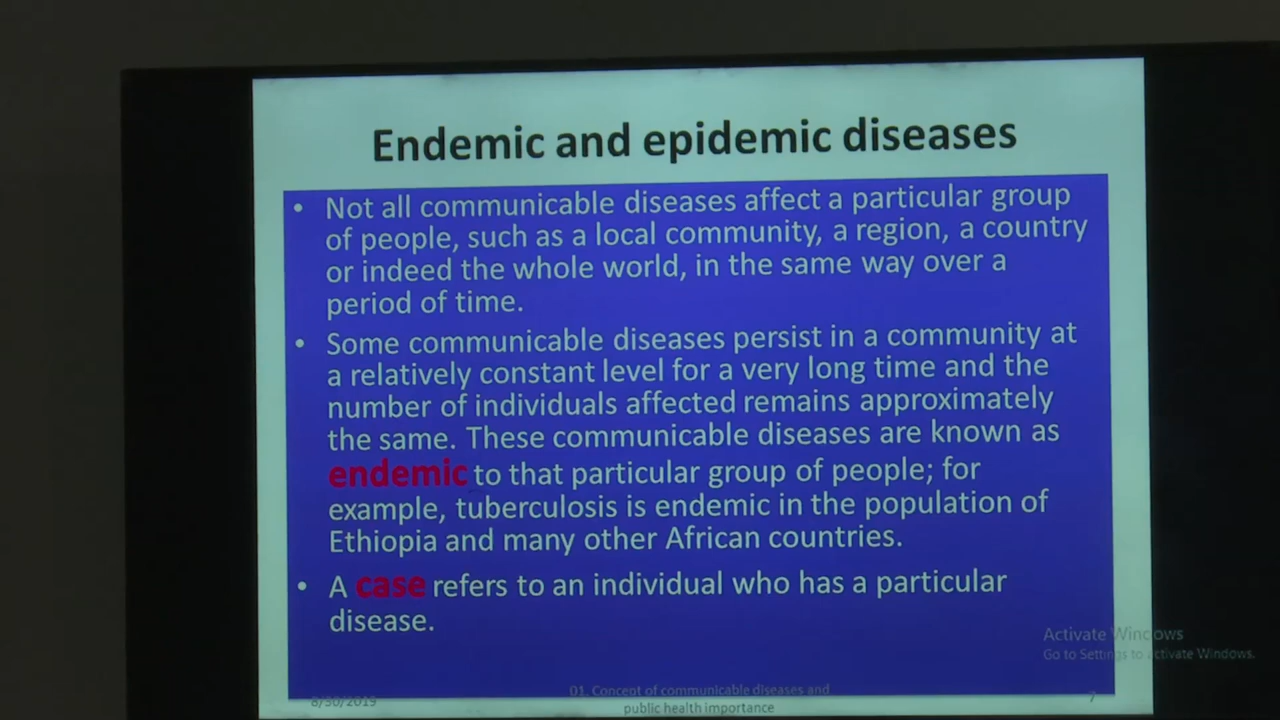 Endemic and epidemic diseases
• Not all communicable diseases affect a particular group
of people, such as a local community, a region, a country
or indeed the whole world, in the same way over a
period of time.
• Some communicable diseases persist in a community at
a relatively constant level for a very long time and the
number of individuals affected remains approximately
the same. These communicable diseases are known as
endemic to that particular group of people; for
example, tuberculosis is endemic in the population of
Ethiopia and many other African countries.
• A case refers to an individual who has a particular
disease.
Activate Windows
Go to Settings to activate Windows.
8/30/2019
01. Concept of communicable diseases and
public health importance
7